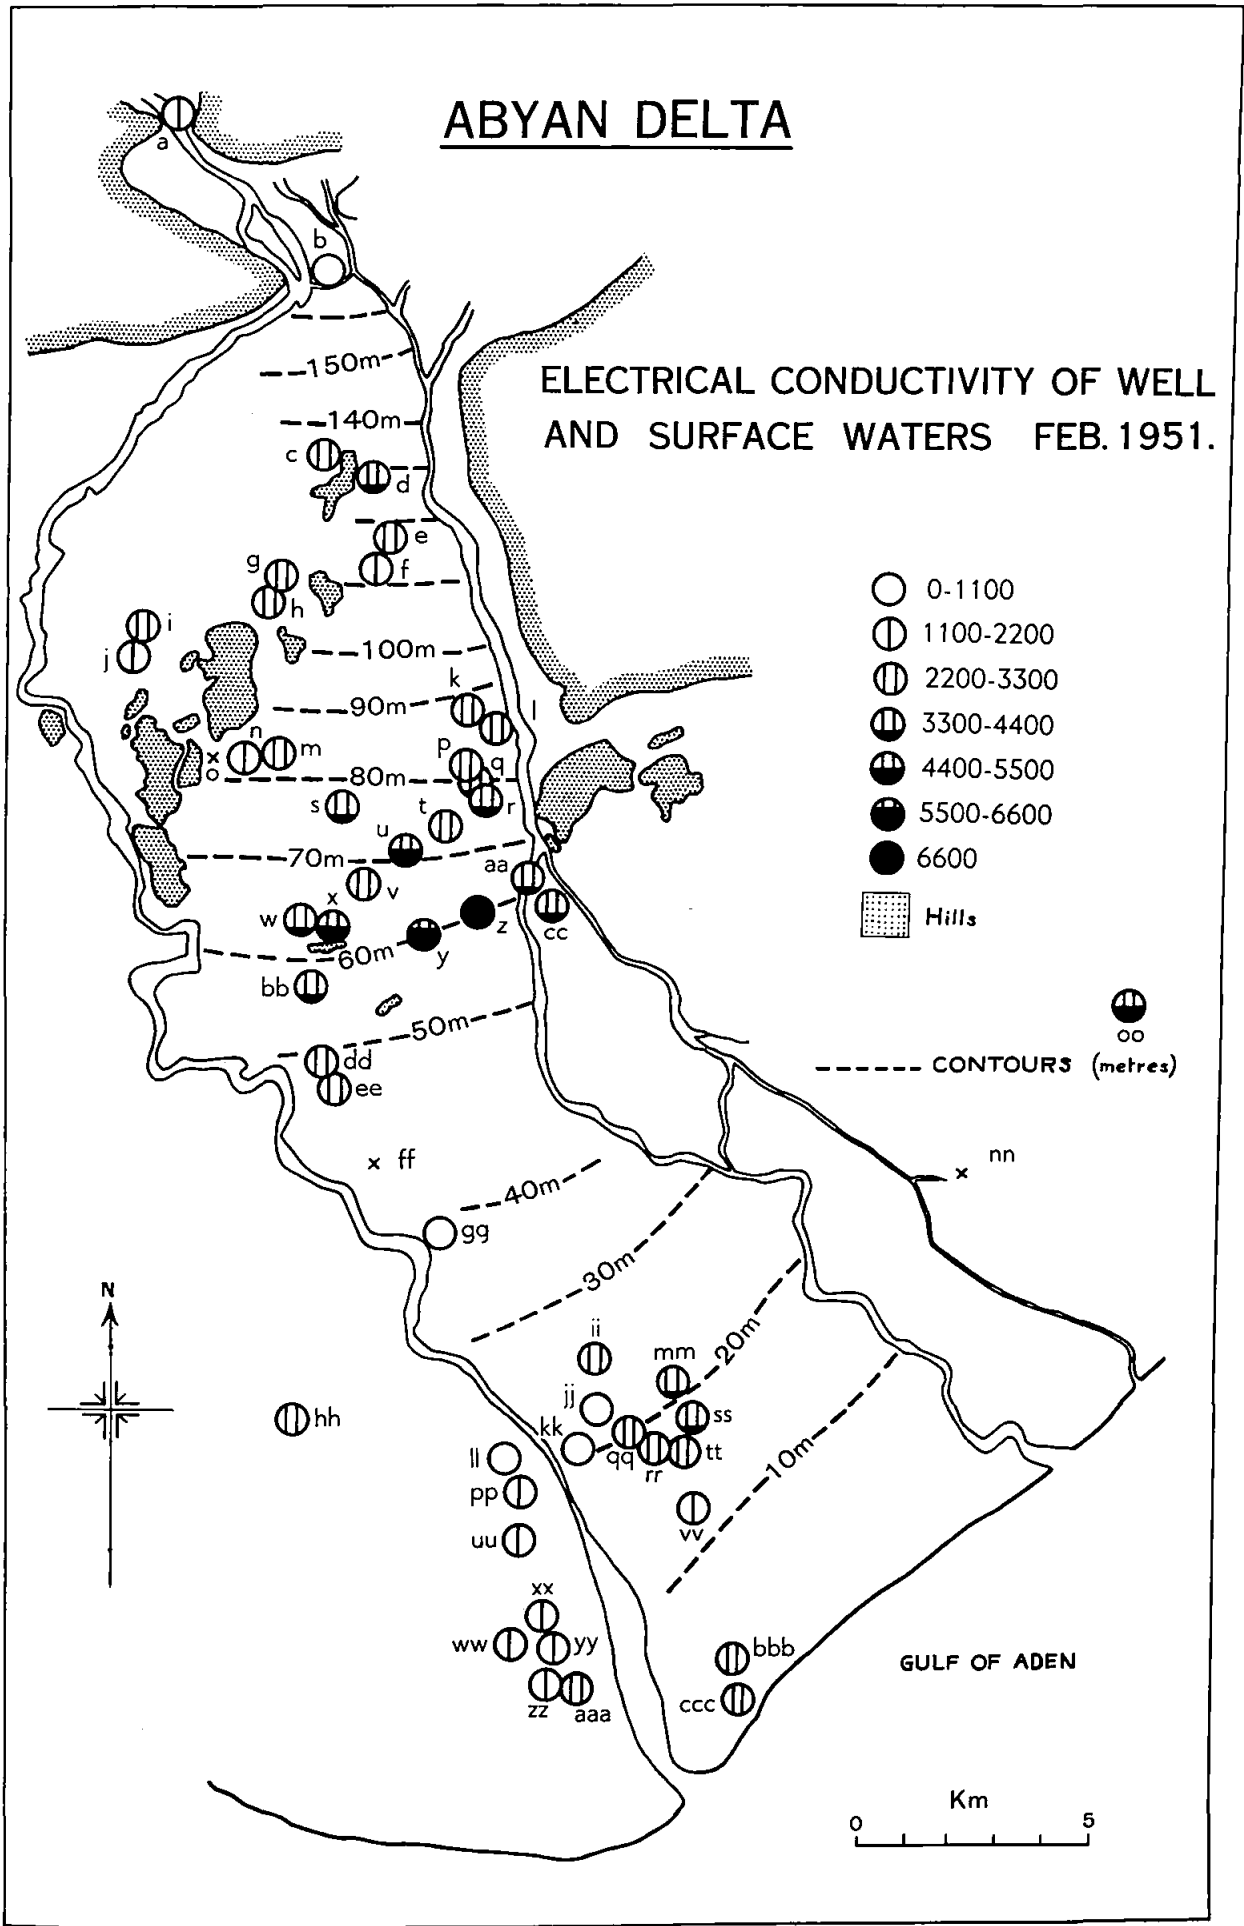 ABYAN DELTA
a
b
150m
ELECTRICAL CONDUCTIVITY OF WELL
AND SURFACE WATERS FEB. 1951.
140m
c
d
e
f
g
h
0-1100
i
1100-2200
j
100m
2200-3300
k
90m
l
3300-4400
n
m
p
q
4400-5500
o
80m
s
t
r
5500-6600
u
70m
6600
aa
v
x
w
z
cc
Hills
y
60m
bb
50m
oo
dd
CONTOURS (metres)
ee
ff
nn
40m
gg
30m
N
ii
20m
mm
jj
hh
ss
kk
qq
tt
ll
rr
10m
pp
vv
uu
xx
ww
yy
bbb
GULF OF ADEN
zz
aaa
ccc
Km
0 5